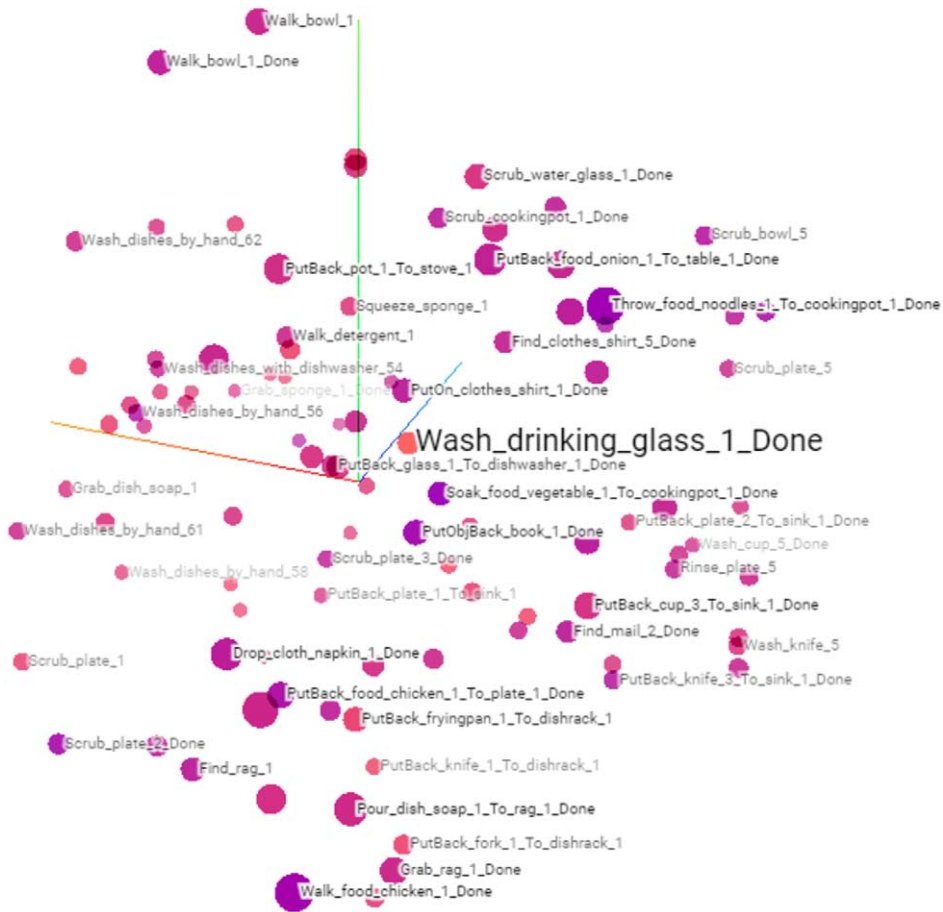 Walk_bowl_1
Walk_bowl_1_Done
Scrub_water_glass_1_Done
Scrub_cookingpot_1_Done
Scrub_bowl_5
Wash_dishes_by_hand_62
PutBack_food_onion_1_To_table_1_Done
PutBack_pot_1_To_stove_1
Throw_food_noodles_1_To_cookingpot_1_Done
Squeeze_sponge_1
Walk_detergent_1
Find_clothes_shirt_5_Done
Wash_dishes_with_dishwasher_54
Scrub_plate_5
Grab_sponge_1_Done
PutOn_clothes_shirt_1_Done
Wash_dishes_by_hand_56
Wash_drinking_glass_1_Done
PutBack_glass_1_To_dishwasher_1_Done
Grab_dish_soap_1
Soak_food_vegetable_1_To_cookingpot_1_Done
PutBack_plate_2_To_sink_1_Done
Wash_dishes_by_hand_61
PutObjBack_book_1_Done
Wash_cup_5_Done
Scrub_plate_3_Done
Rinse_plate_5
Wash_dishes_by_hand_58
PutBack_plate_1_To_sink_1
PutBack_cup_3_To_sink_1_Done
Find_mail_2_Done
Wash_knife_5
Drop_cloth_napkin_1_Done
Scrub_plate_1
PutBack_knife_3_To_sink_1_Done
PutBack_food_chicken_1_To_plate_1_Done
PutBack_fryingpan_1_To_dishrack_1
Scrub_plate_2_Done
Find_rag_1
PutBack_knife_1_To_dishrack_1
Pour_dish_soap_1_To_rag_1_Done
PutBack_fork_1_To_dishrack_1
Grab_rag_1_Done
Walk_food_chicken_1_Done